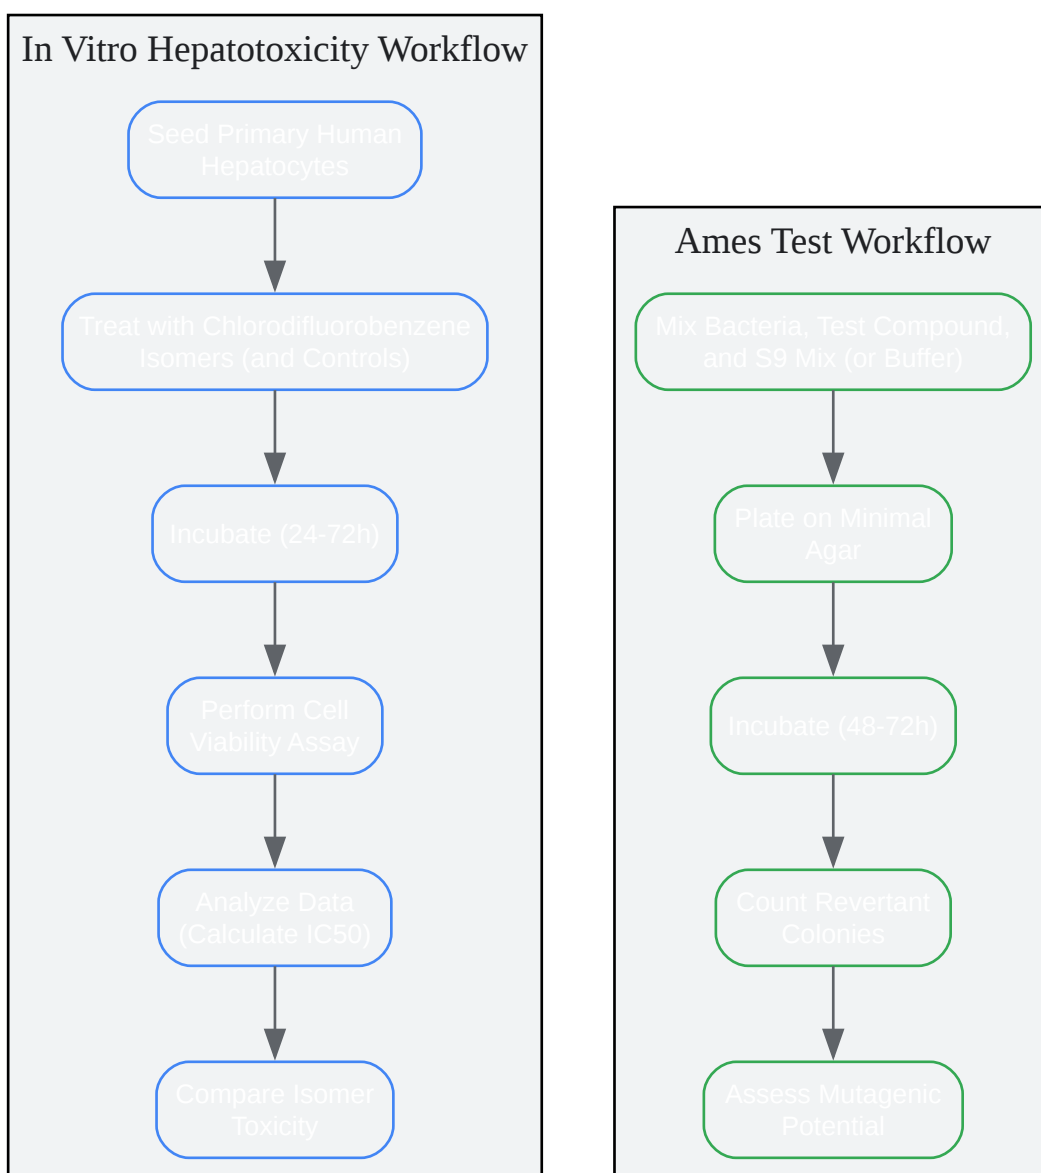 In Vitro Hepatotoxicity Workflow
Seed Primary Human
Hepatocytes
Treat with Chlorodifluorobenzene
Isomers (and Controls)
Incubate (24-72h)
Perform Cell
Viability Assay
Analyze Data
(Calculate IC50)
Compare Isomer
Toxicity
Ames Test Workflow
Mix Bacteria, Test Compound,
and S9 Mix (or Buffer)
Plate on Minimal
Agar
Incubate (48-72h)
Count Revertant
Colonies
Assess Mutagenic
Potential